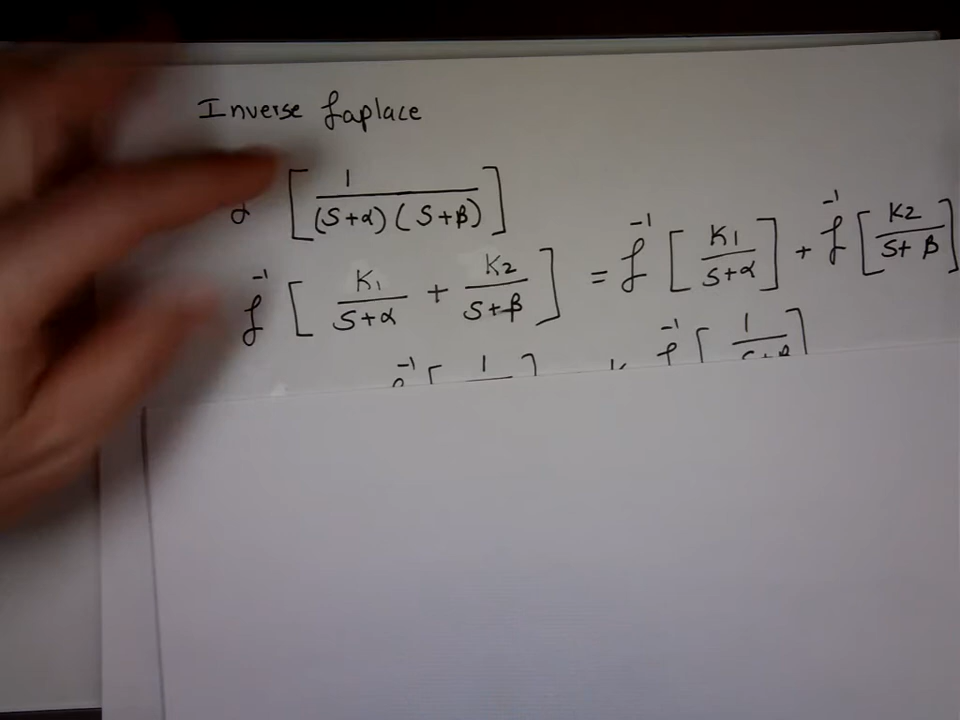 Inverse Laplace
[ 1 / (S+α)(S+β) ]
ℒ⁻¹ [ K₁ / S+α + K₂ / S+β ] = ℒ⁻¹ [ K₁ / S+α ] + ℒ⁻¹ [ K₂ / S+β ]